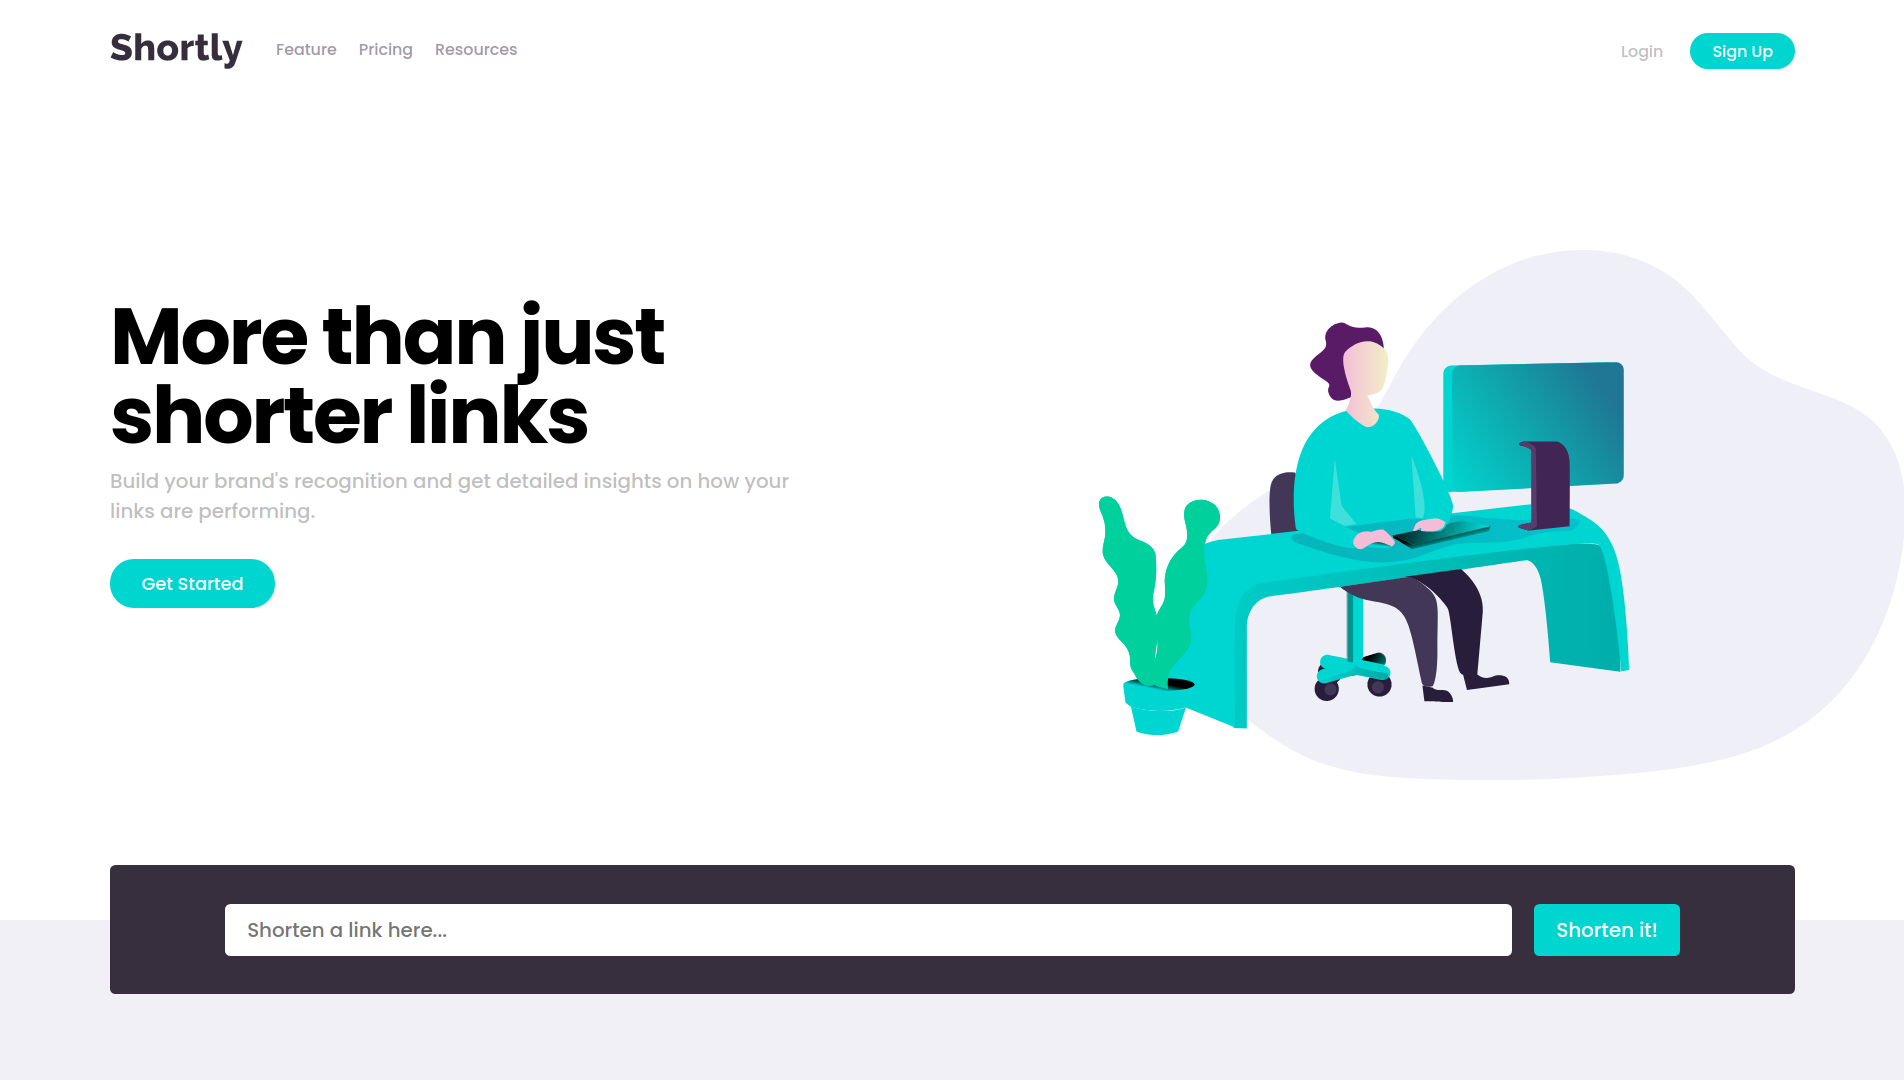 Shortly Feature Pricing Resources Login Sign Up
More than just
shorter links
Build your brand's recognition and get detailed insights on how your
links are performing.
Get Started
Shorten a link here... Shorten it!